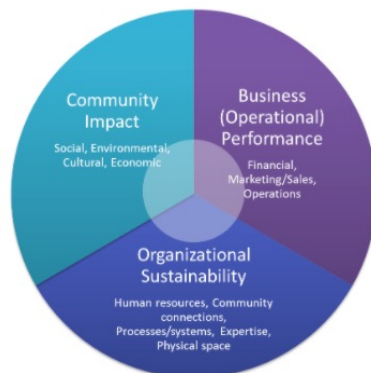 Community
Impact
Social, Environmental,
Cultural, Economic
Business
(Operational)
Performance
Financial,
Marketing/Sales,
Operations
Organizational
Sustainability
Human resources, Community
connections,
Processes/systems, Expertise,
Physical space